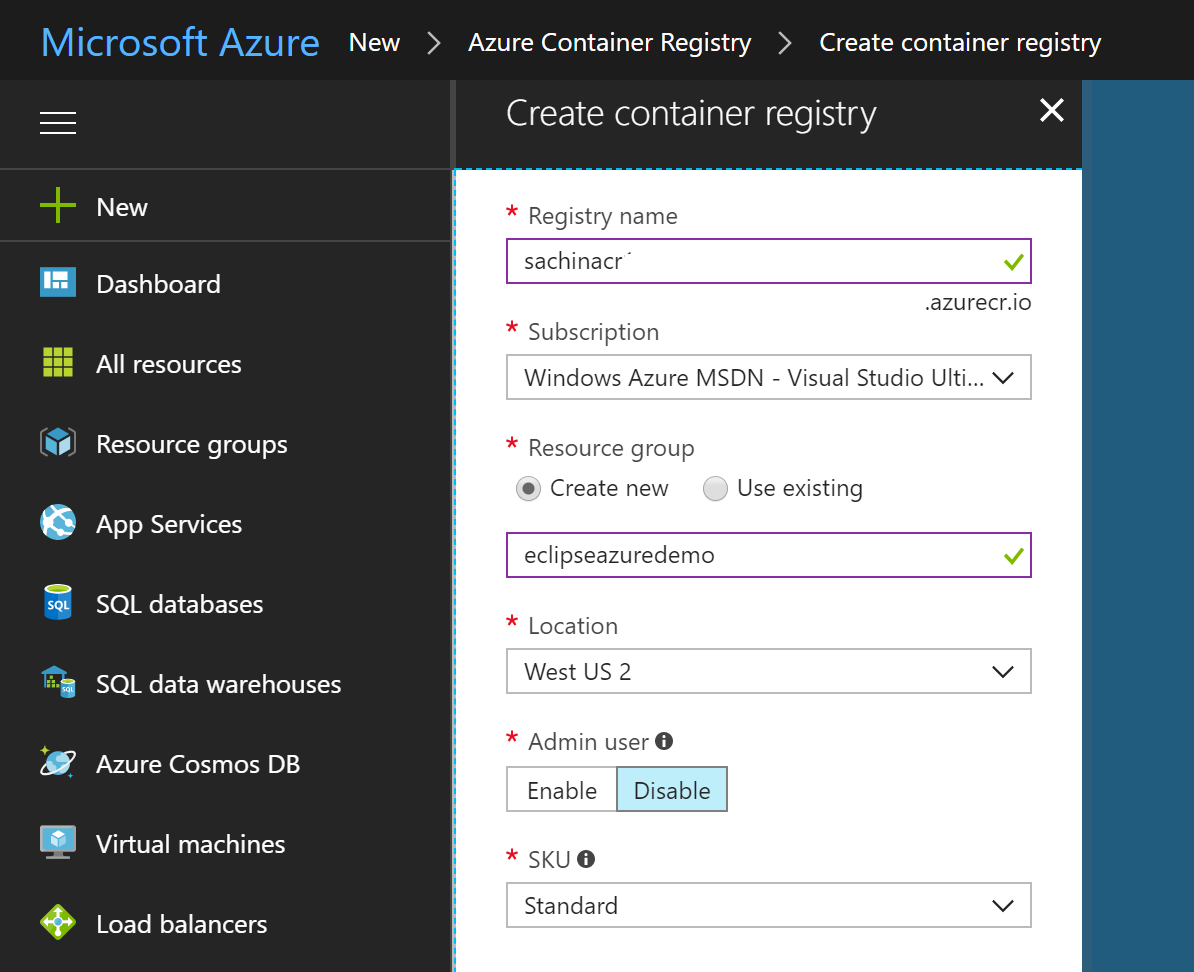 Microsoft Azure New > Azure Container Registry > Create container registry
Create container registry
New
Dashboard
All resources
Resource groups
App Services
SQL
SQL databases
SQL
SQL data warehouses
Azure Cosmos DB
Virtual machines
Load balancers
* Registry name
sachinacr
.azurecr.io
* Subscription
Windows Azure MSDN - Visual Studio Ulti...
* Resource group
Create new Use existing
eclipseazuredemo
* Location
West US 2
* Admin user
Enable Disable
* SKU
Standard